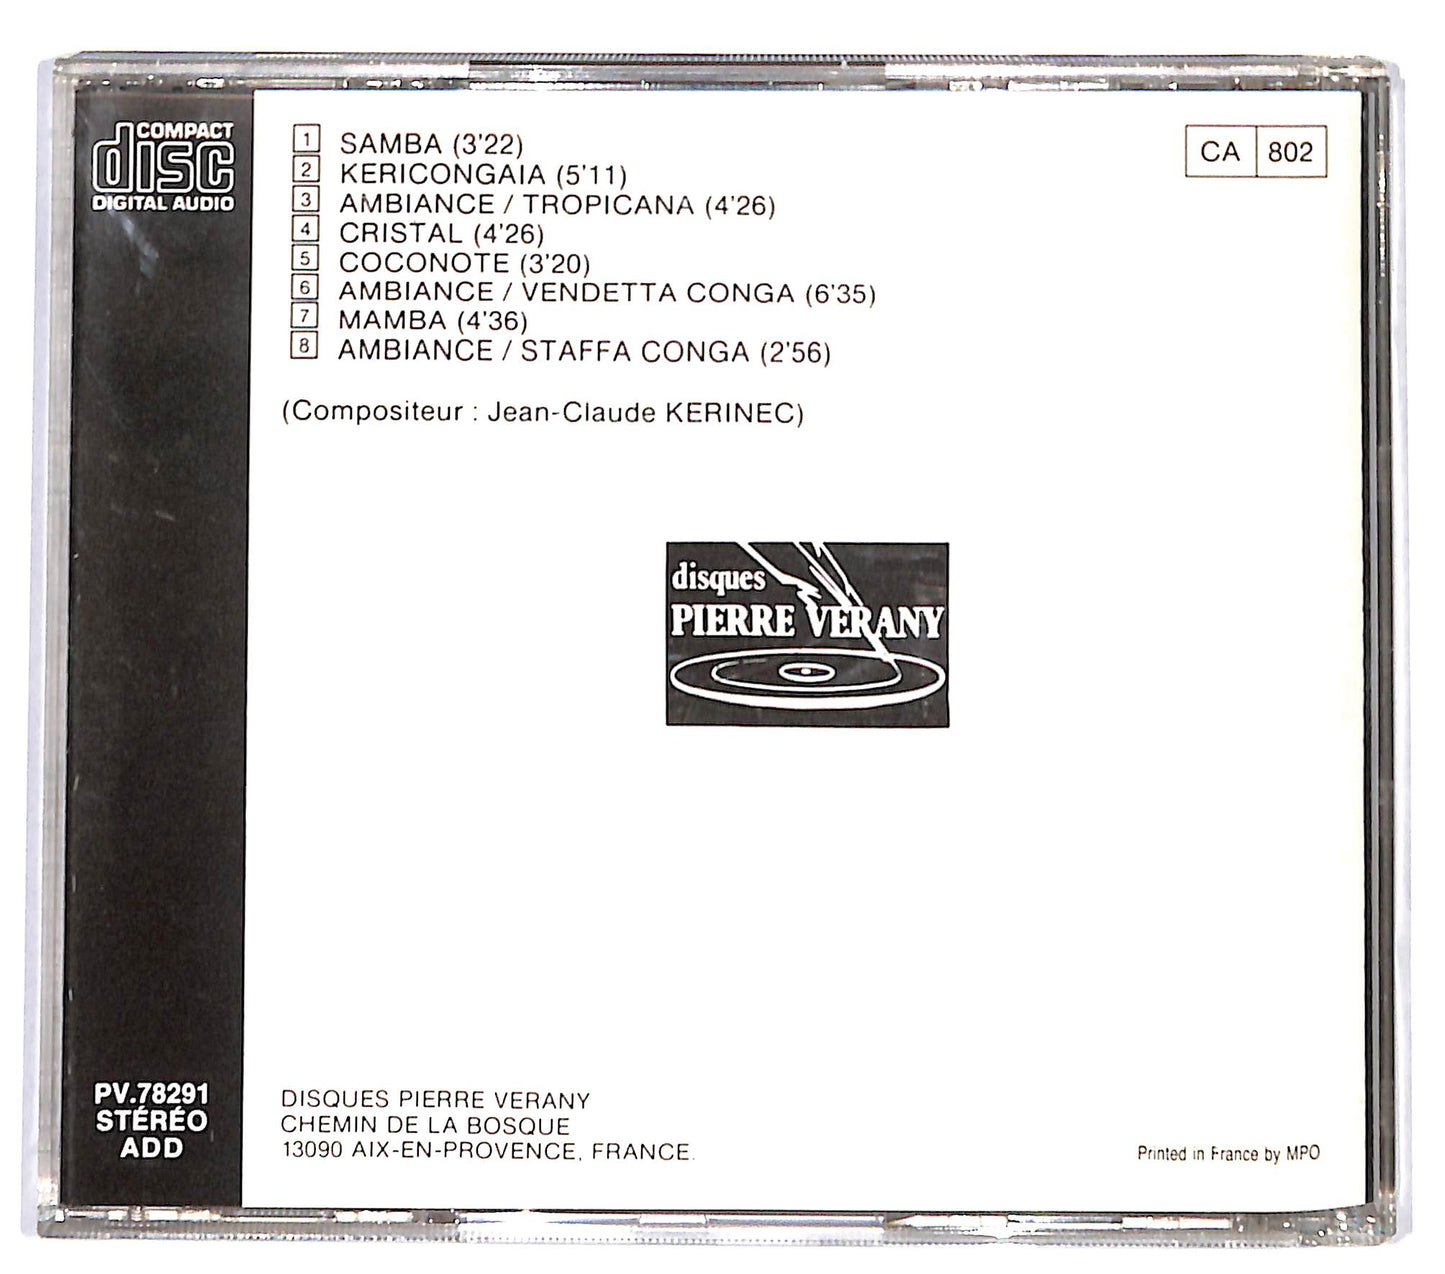 COMPACT
disc
DIGITAL AUDIO
1 SAMBA (3'22)
2 KERICONGAIA (5'11)
3 AMBIANCE / TROPICANA (4'26)
4 CRISTAL (4'26)
5 COCONOTE (3'20)
6 AMBIANCE / VENDETTA CONGA (6'35)
7 MAMBA (4'36)
8 AMBIANCE / STAFFA CONGA (2'56)
CA 802
(Compositeur : Jean-Claude KERINEC)
disques
PIERRE VERANY
PV.78291
STÉRÉO
ADD
DISQUES PIERRE VERANY
CHEMIN DE LA BOSQUE
13090 AIX-EN-PROVENCE, FRANCE.
Printed in France by MPO